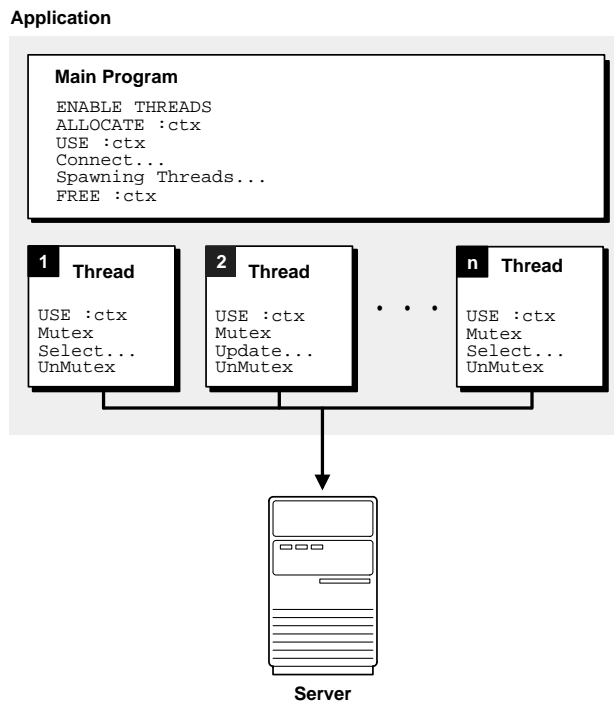 Application
Main Program
ENABLE THREADS
ALLOCATE :ctx
USE :ctx
Connect...
Spawning Threads...
FREE :ctx
1 Thread
USE :ctx
Mutex
Select...
UnMutex
2 Thread
USE :ctx
Mutex
Update...
UnMutex
. . .
n Thread
USE :ctx
Mutex
Select...
UnMutex
Server